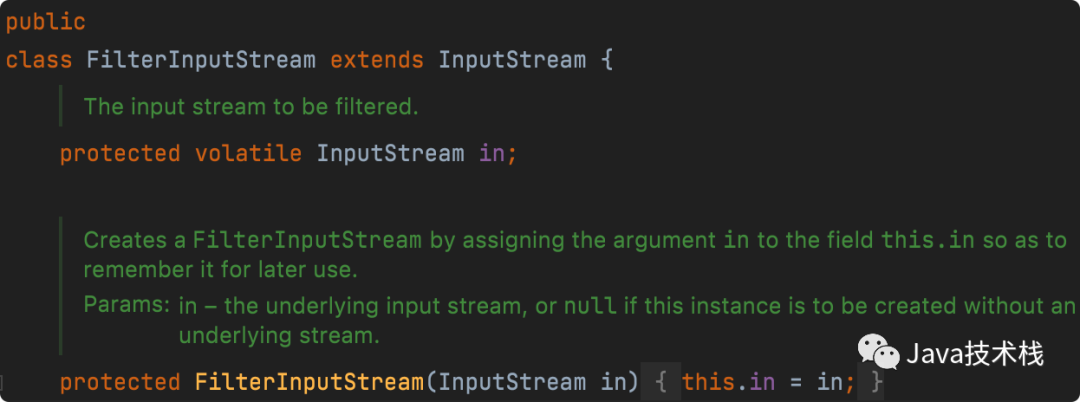 public
class FilterInputStream extends InputStream {
The input stream to be filtered.
protected volatile InputStream in;
Creates a FilterInputStream by assigning the argument in to the field this.in so as to
remember it for later use.
Params: in – the underlying input stream, or null if this instance is to be created without an
underlying stream.
Java技术栈
protected FilterInputStream(InputStream in) { this.in = in; }